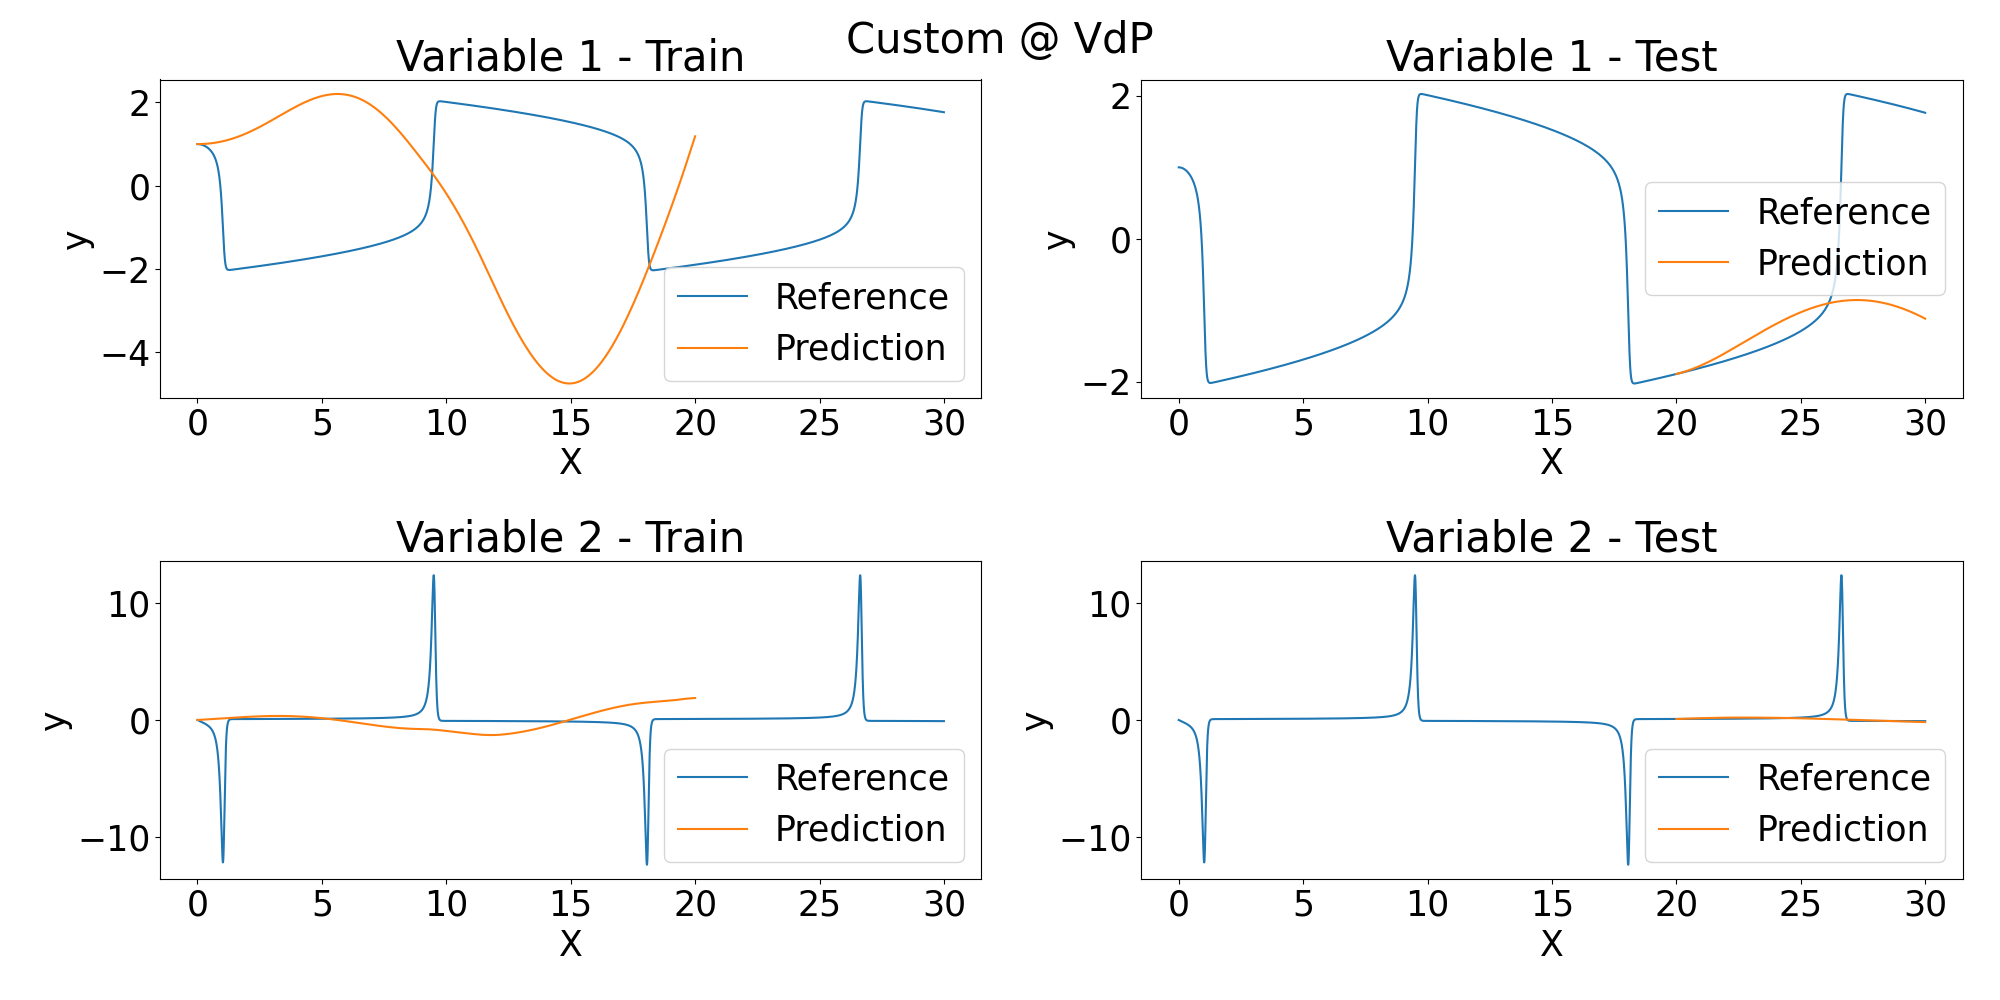 Custom @ VdP
Variable 1 - Train
2
0
−2
−4
y
0 5 10 15 20 25 30
X
Reference
Prediction
Variable 1 - Test
2
0
−2
y
0 5 10 15 20 25 30
X
Reference
Prediction
Variable 2 - Train
10
0
−10
y
0 5 10 15 20 25 30
X
Reference
Prediction
Variable 2 - Test
10
0
−10
y
0 5 10 15 20 25 30
X
Reference
Prediction